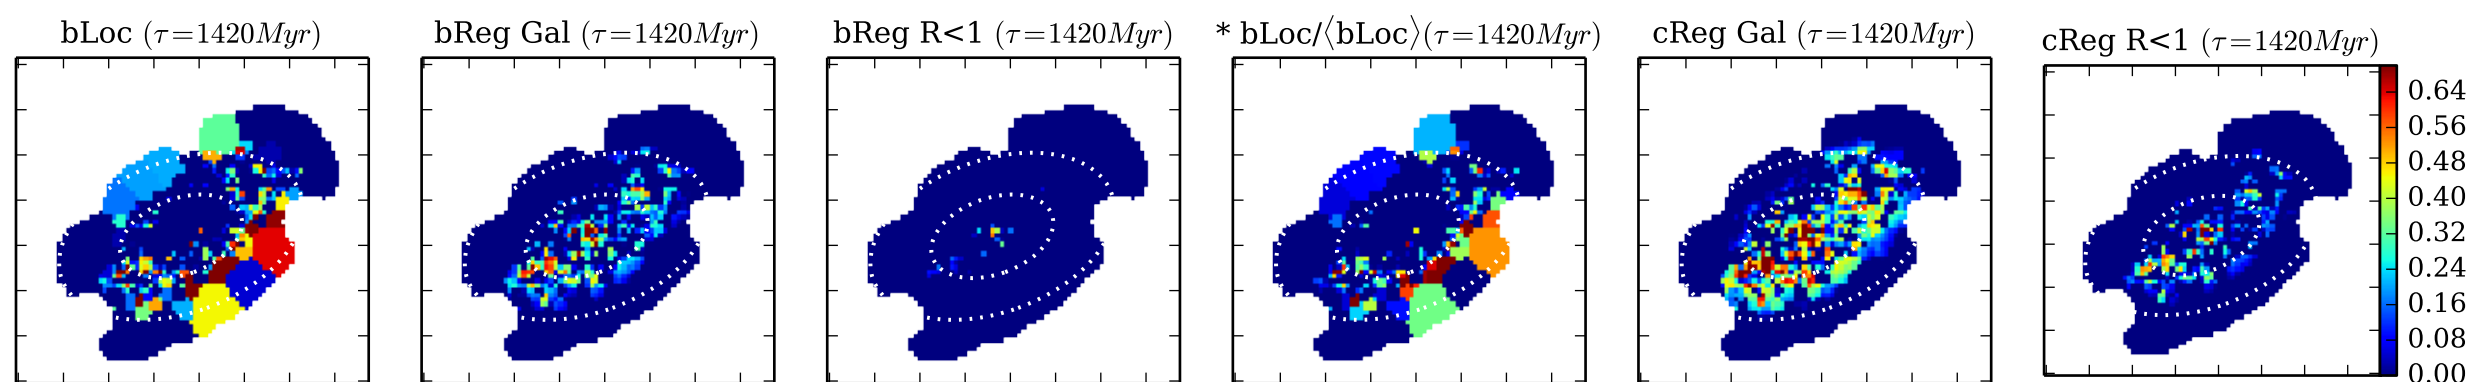 bLoc (τ=1420Myr)
bReg Gal (τ=1420Myr)
bReg R<1 (τ=1420Myr)
* bLoc/⟨bLoc⟩(τ=1420Myr)
cReg Gal (τ=1420Myr)
cReg R<1 (τ=1420Myr)
0.64
0.56
0.48
0.40
0.32
0.24
0.16
0.08
0.00